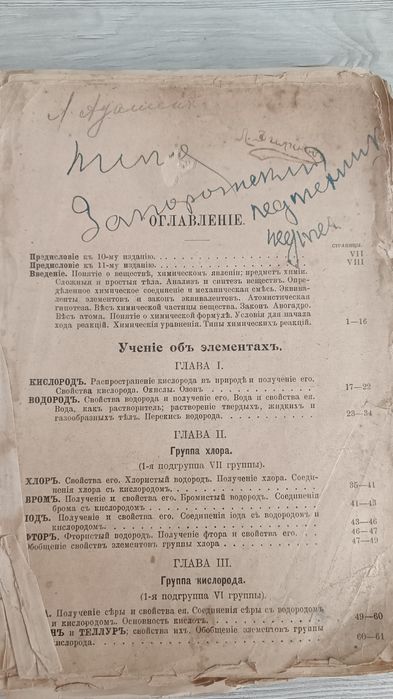 Запорожский
ОГЛАВЛЕНІЕ.
страницы.
Предисловіе къ 10-му изданію. VII
Предисловіе къ 11-му изданію. VIII
Введеніе. Понятіе о веществѣ, химическомъ явленіи; предметъ химіи.
Сложныя и простыя тѣла. Анализъ и синтезъ веществъ. Опре-
дѣленное химическое соединеніе и механическая смѣсь. Эквива-
ленты элементовъ и законъ эквивалентовъ. Атомистическая
гипотеза. Вѣсъ химической частицы вещества. Законъ Авогадро.
Вѣсъ атома. Понятіе о химической формулѣ. Условія для начала
хода реакцій. Химическія уравненія. Типы химическихъ реакцій. 1—16
Ученіе объ элементахъ.
ГЛАВА I.
КИСЛОРОДЪ. Распространеніе кислорода въ природѣ и полученіе его.
Свойства кислорода. Окислы. Озонъ 17—22
ВОДОРОДЪ. Свойства водорода и полученіе его. Вода и свойства ея.
Вода, какъ растворитель; раствореніе твердыхъ, жидкихъ и
газообразныхъ тѣлъ. Перекись водорода. 23—34
ГЛАВА II.
Группа хлора.
(1-я подгруппа VII группы).
ХЛОРЪ. Свойства его. Хлористый водородъ. Полученіе хлора. Соеди-
ненія хлора съ кислородомъ. 35—41
БРОМЪ. Полученіе и свойства его. Бромистый водородъ. Соединенія
брома съ кислородомъ 41—43
ІОДЪ. Полученіе и свойства его. Соединенія іода съ водородомъ и
кислородомъ. 43—46
ФТОРЪ. Фтористый водородъ. Полученіе фтора и свойства его. 46—47
Обобщеніе свойствъ элементовъ группы хлора 47—49
ГЛАВА III.
Группа кислорода.
(1-я подгруппа VI группы).
Полученіе сѣры и свойства ея. Соединенія сѣры съ водородомъ
и кислородомъ. Основность кислотъ. 49—60
и ТЕЛЛУРЪ; свойства ихъ. Обобщеніе элементовъ группы
кислорода. 60—61